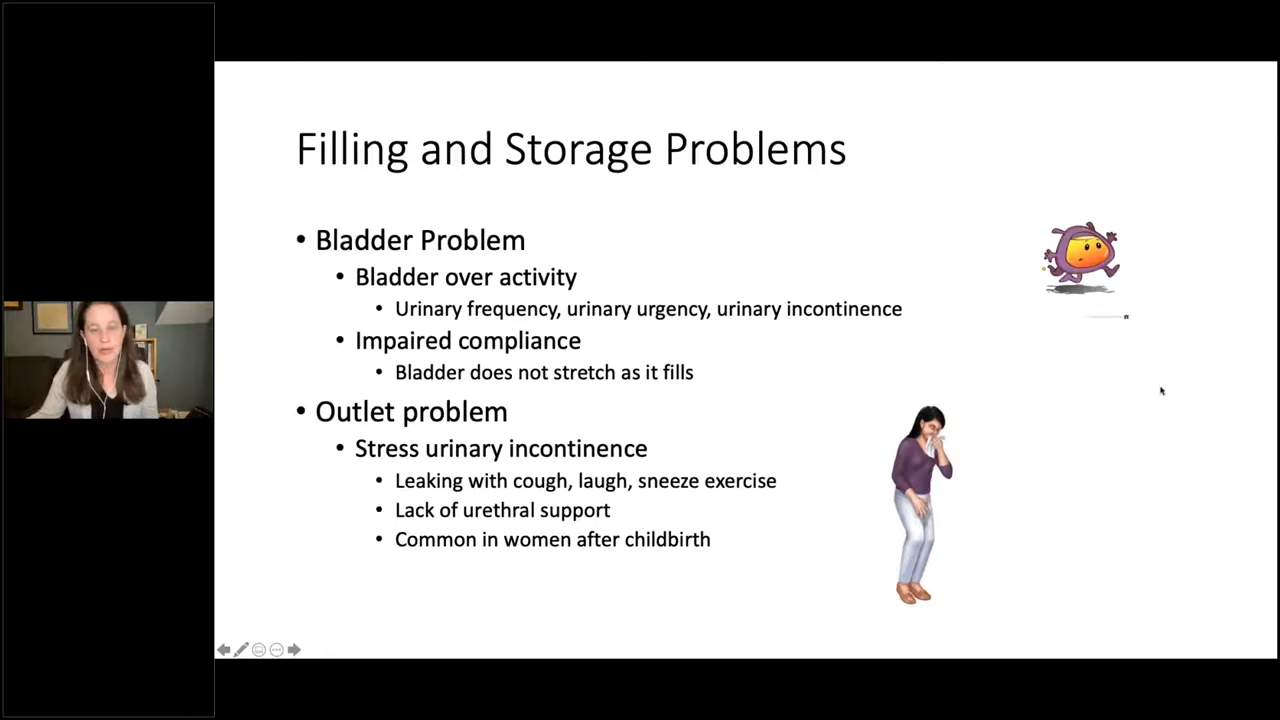 Filling and Storage Problems
• Bladder Problem
• Bladder over activity
• Urinary frequency, urinary urgency, urinary incontinence
• Impaired compliance
• Bladder does not stretch as it fills
• Outlet problem
• Stress urinary incontinence
• Leaking with cough, laugh, sneeze exercise
• Lack of urethral support
• Common in women after childbirth